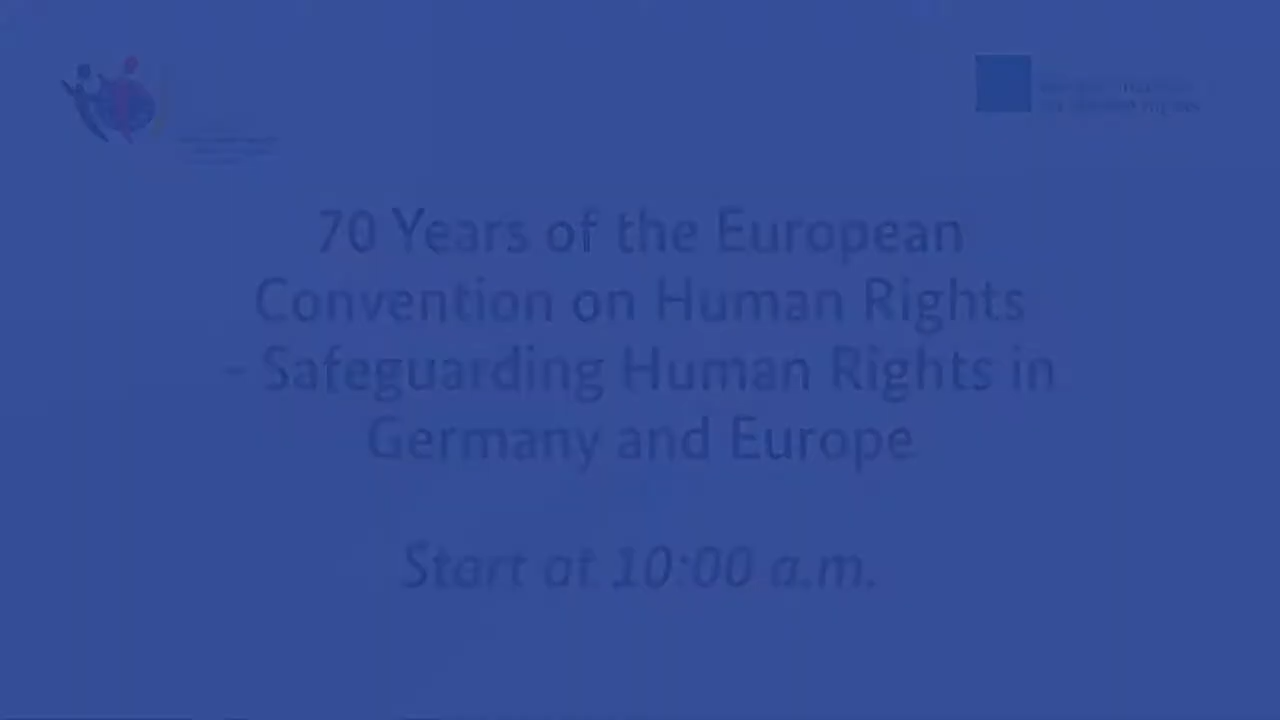 70 Years of the European
Convention on Human Rights
- Safeguarding Human Rights in
Germany and Europe
Start at 10:00 a.m.